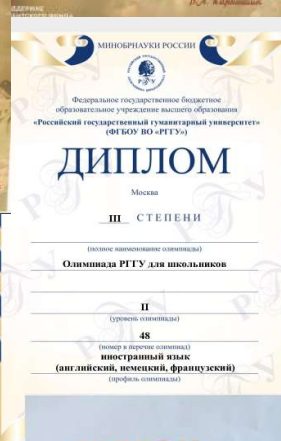 МИНОБРНАУКИ РОССИИ
Федеральное государственное бюджетное
образовательное учреждение высшего образования
«Российский государственный гуманитарный университет»
(ФГБОУ ВО «РГГУ»)
ДИПЛОМ
Москва
III СТЕПЕНИ
(полное наименование олимпиады)
Олимпиада РГГУ для школьников
II
(уровень олимпиады)
48
(номер в перечне олимпиад)
иностранный язык
(английский, немецкий, французский)
(профиль олимпиады)